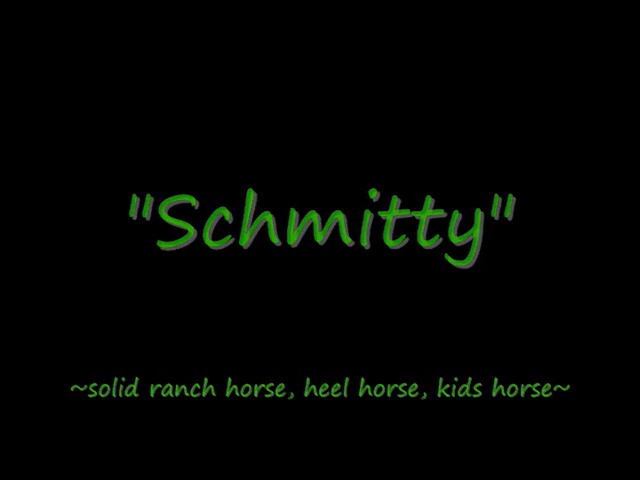 "Schmitty"
~solid ranch horse, heel horse, kids horse~